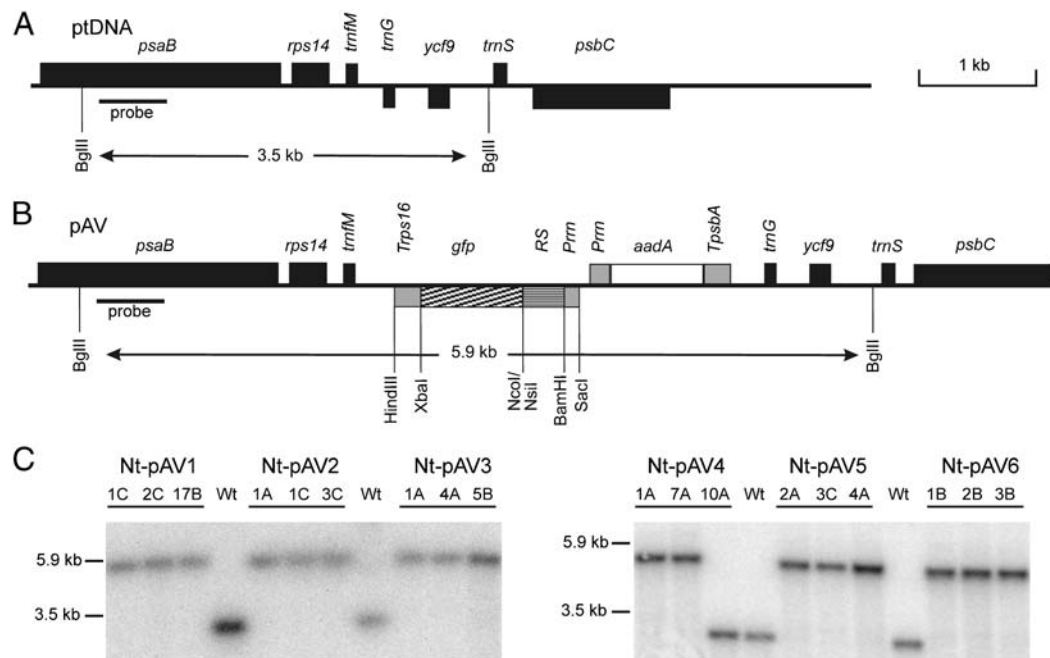 A
ptDNA
psaB
rps14
trnfM
trnG
ycf9
trnS
psbC
1 kb
probe
BglII
3.5 kb
BglII
B
pAV
psaB
rps14
trnfM
Trps16
gfp
RS
Prrn
Prrn
aadA
TpsbA
trnG
ycf9
trnS
psbC
probe
BglII
5.9 kb
BglII
HindIII
XbaI
NcoI/
NsiI
BamHI
SacI
C
Nt-pAV1 Nt-pAV2 Nt-pAV3 Nt-pAV4 Nt-pAV5 Nt-pAV6
1C 2C 17B Wt 1A 1C 3C Wt 1A 4A 5B 1A 7A 10A Wt 2A 3C 4A Wt 1B 2B 3B
5.9 kb
3.5 kb
5.9 kb
3.5 kb